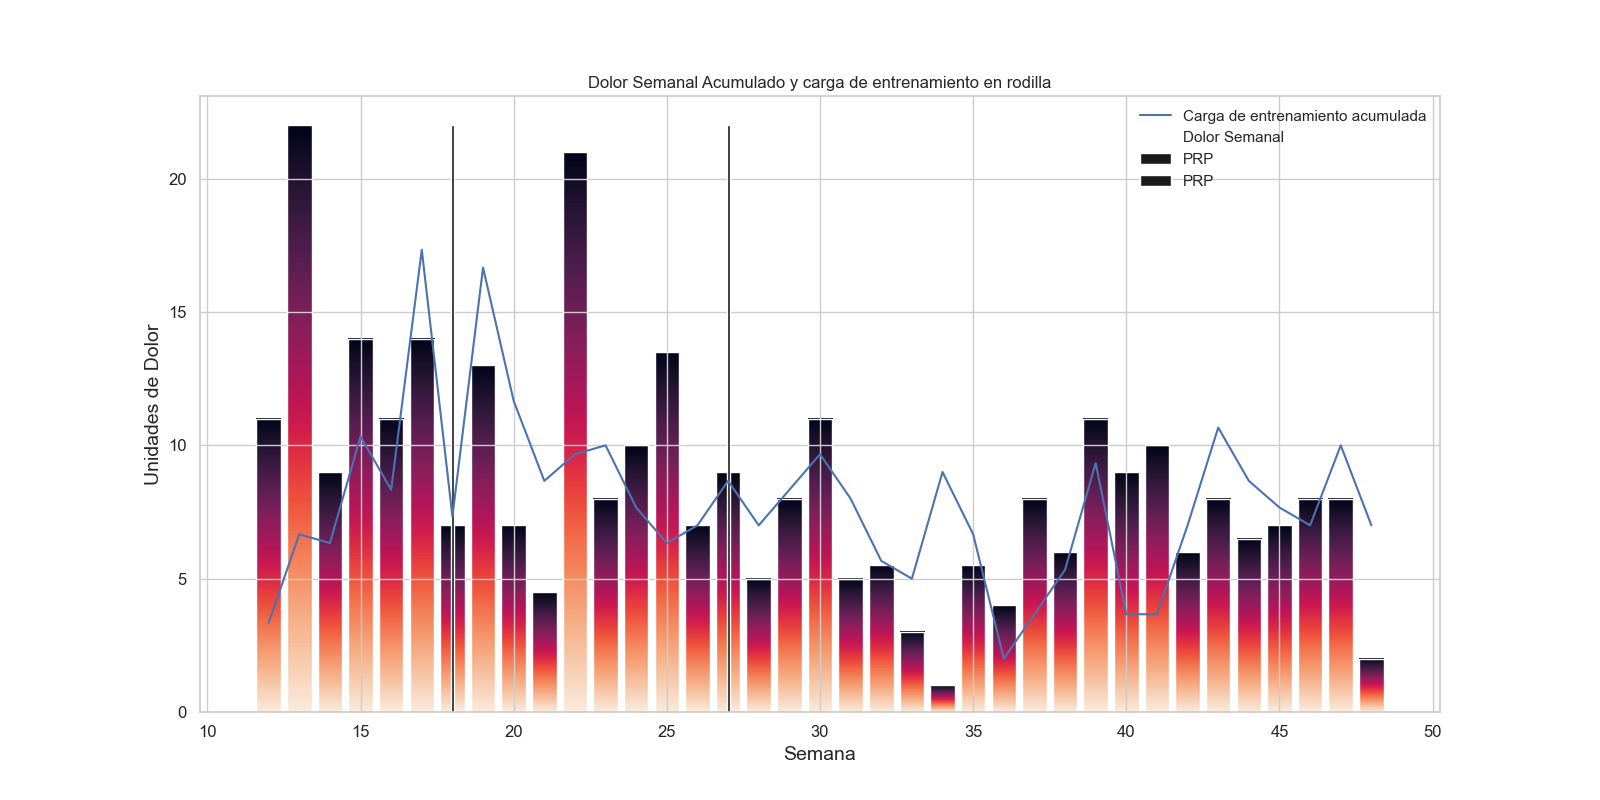 Dolor Semanal Acumulado y carga de entrenamiento en rodilla
Carga de entrenamiento acumulada
Dolor Semanal
PRP
PRP
Unidades de Dolor
20
15
10
5
0
10 15 20 25 30 35 40 45 50
Semana